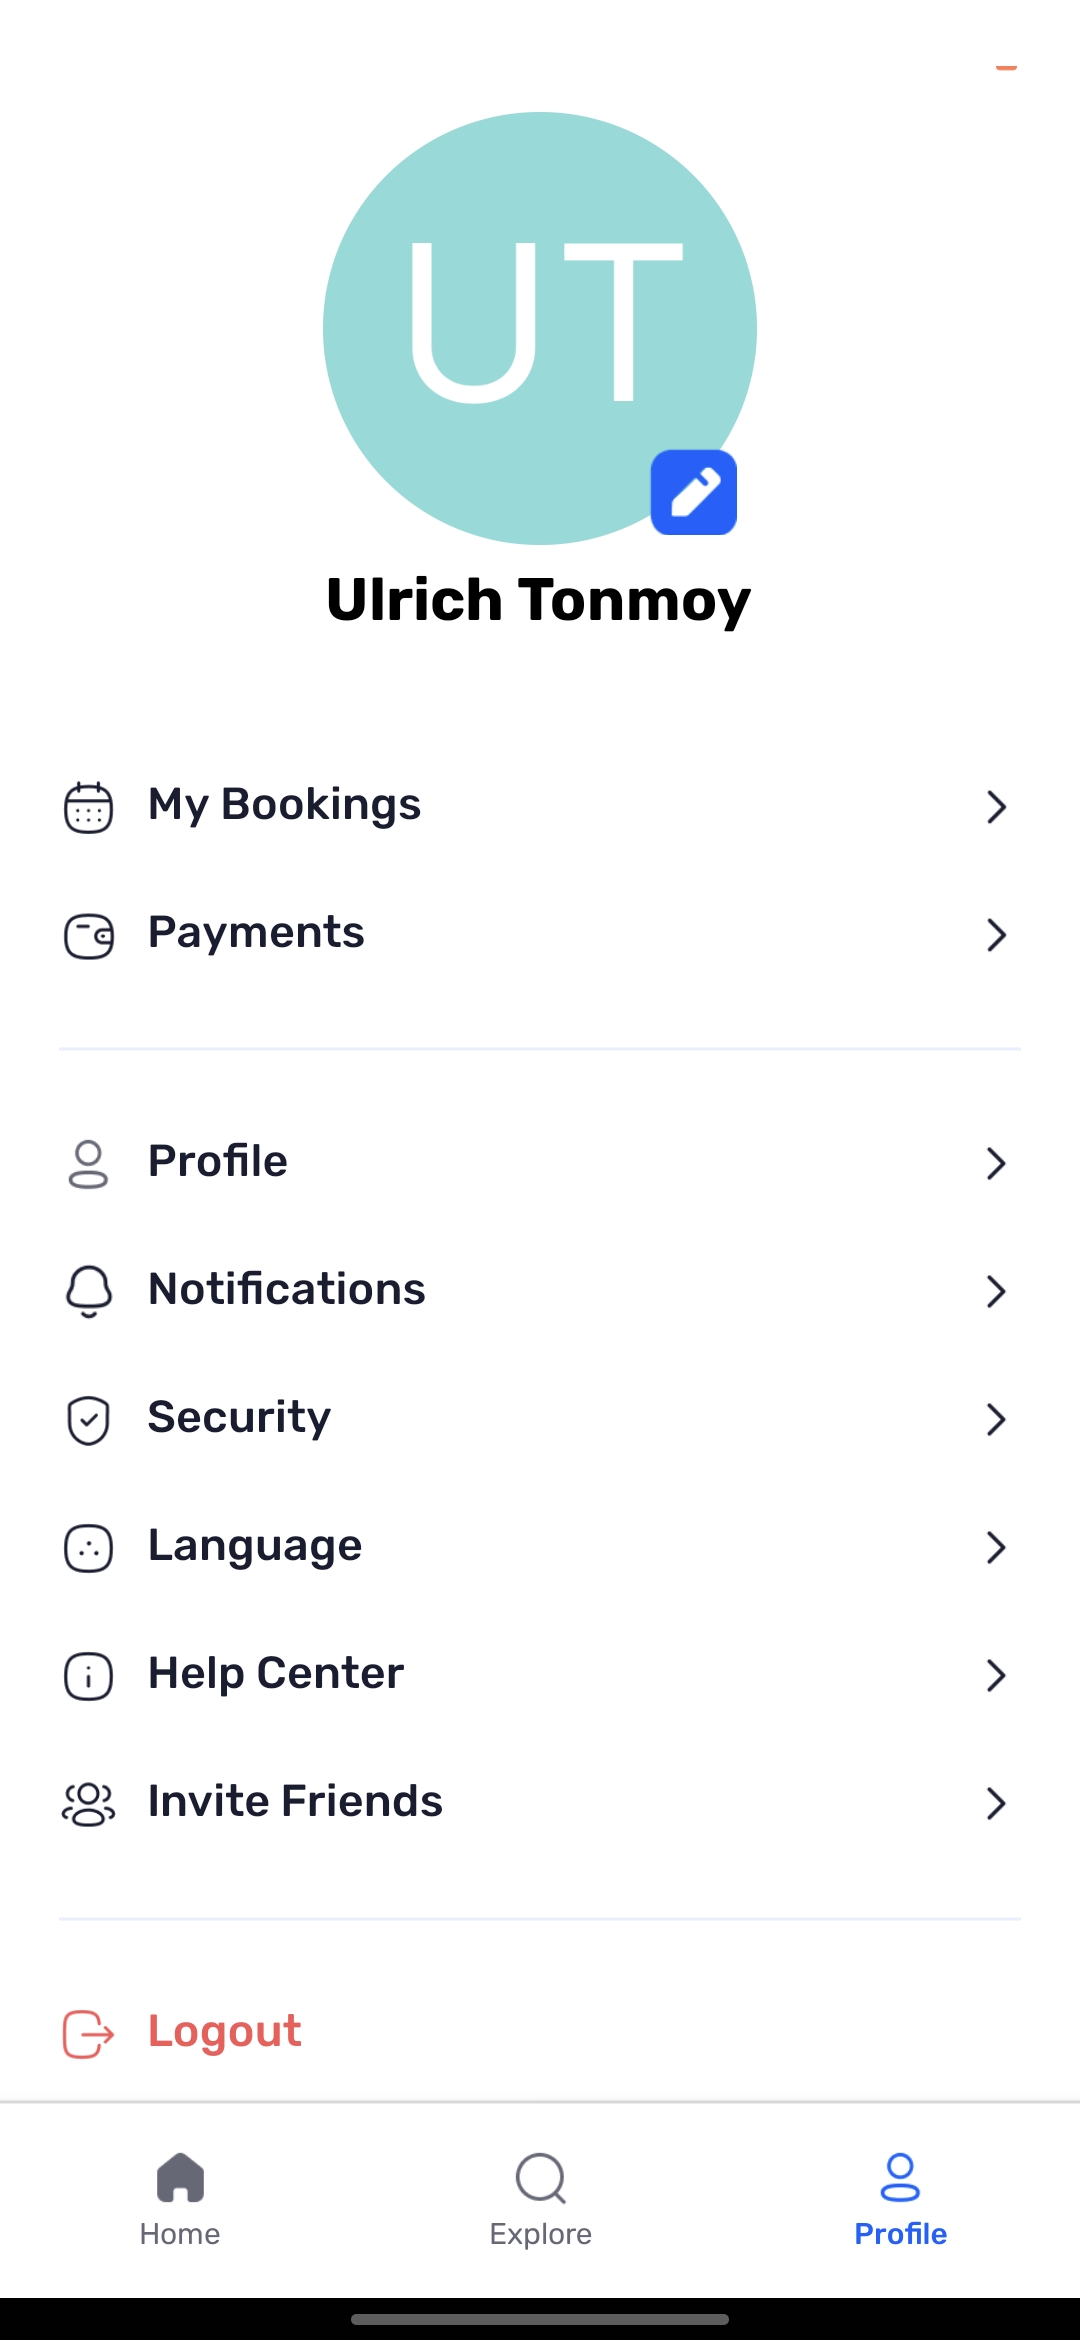 UT
Ulrich Tonmoy
My Bookings
Payments
Profile
Notifications
Security
Language
Help Center
Invite Friends
Logout
Home
Explore
Profile